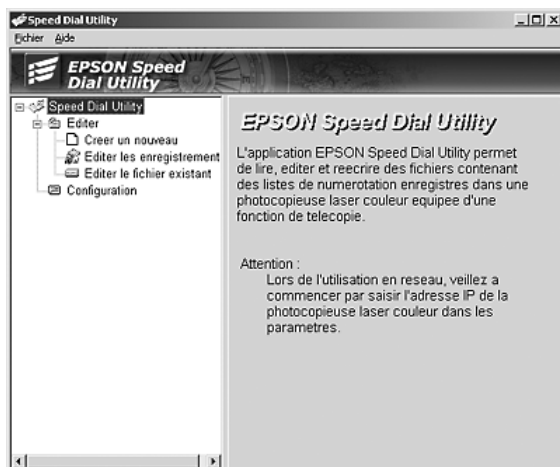 Speed Dial Utility
Fichier Aide
EPSON Speed
Dial Utility
Speed Dial Utility
Editer
Creer un nouveau
Editer les enregistrement
Editer le fichier existant
Configuration
EPSON Speed Dial Utility
L'application EPSON Speed Dial Utility permet
de lire, editer et reecrire des fichiers contenant
des listes de numerotation enregistres dans une
photocopieuse laser couleur equipee d'une
fonction de telecopie.
Attention :
Lors de l'utilisation en reseau, veillez a
commencer par saisir l'adresse IP de la
photocopieuse laser couleur dans les
parametres.